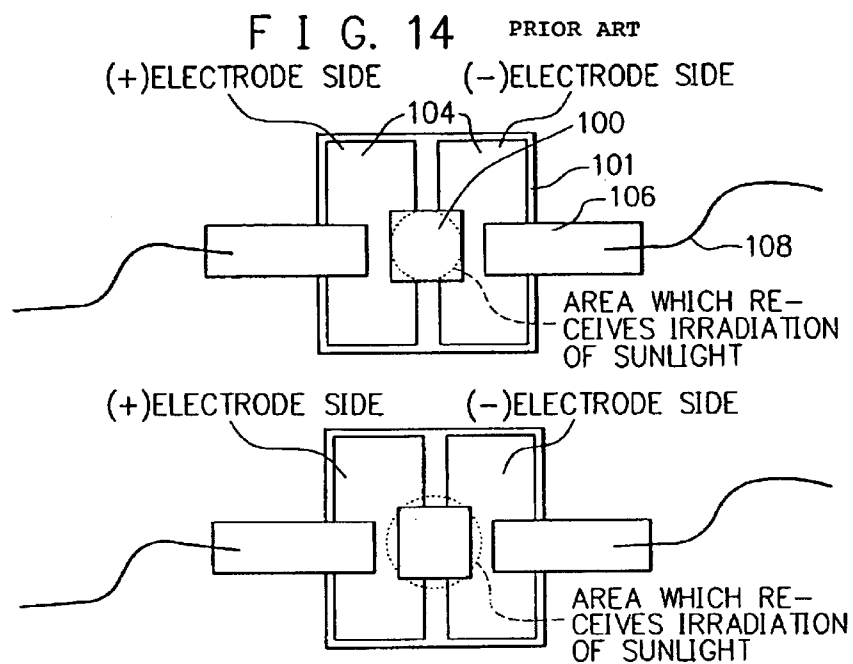 FIG. 14 PRIOR ART
(+)ELECTRODE SIDE (-)ELECTRODE SIDE
104 100
101
106
108
AREA WHICH RE-
CEIVES IRRADIATION
OF SUNLIGHT
(+)ELECTRODE SIDE (-)ELECTRODE SIDE
AREA WHICH RE-
CEIVES IRRADIATION
OF SUNLIGHT